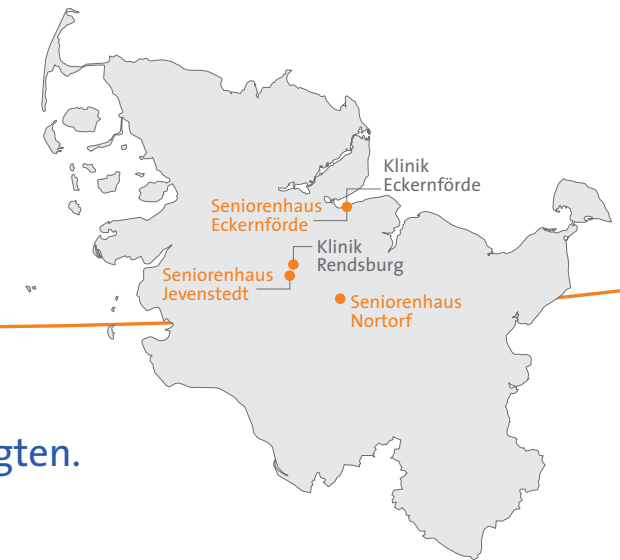 Klinik
Eckernförde
Seniorenhaus
Eckernförde
Klinik
Rendsburg
Seniorenhaus
Jevenstedt
Seniorenhaus
Nortorf
gten.